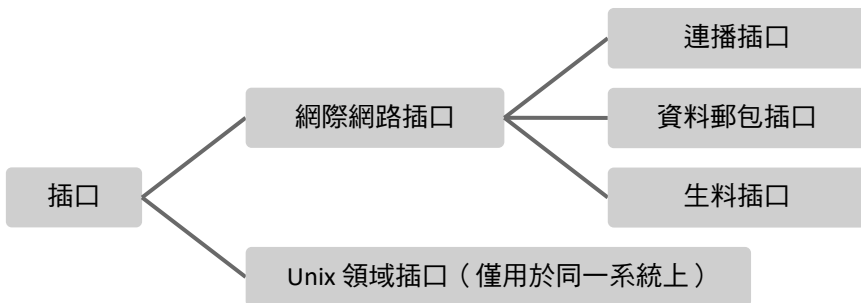 連播插口
網際網路插口
資料郵包插口
插口
生料插口
Unix 領域插口（僅用於同一系統上）